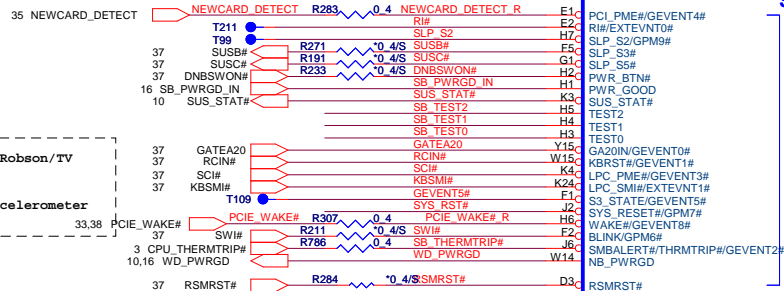 35 NEWCARD_DETECT NEWCARD_DETECT R283 0_4 NEWCARD_DETECT_R E1 PCI_PME#/GEVENT4#
T211 RI# E2 RI#/EXTEVNT0#
T99 SLP_S2 H7 SLP_S2/GPM9#
37 SUSB# R271 *0_4/S SUSB# F5 SLP_S3#
37 SUSC# R191 *0_4/S SUSC# G1 SLP_S5#
37 DNBSWON# R233 *0_4/S DNBSWON# H2 PWR_BTN#
16 SB_PWRGD_IN SB_PWRGD_IN H1 PWR_GOOD
10 SUS_STAT# SUS_STAT# K3 SUS_STAT#
SB_TEST2 H5 TEST2
SB_TEST1 H4 TEST1
SB_TEST0 H3 TEST0
37 GATEA20 GATEA20 Y15 GA20IN/GEVENT0#
Robson/TV 37 RCIN# RCIN# W15 KBRST#/GEVENT1#
37 SCI# SCI# K4 LPC_PME#/GEVENT3#
37 KBSMI# KBSMI# K24 LPC_SMI#/EXTEVNT1#
celerometer T109 GEVENT5# F1 S3_STATE/GEVENT5#
SYS_RST# J2 SYS_RESET#/GPM7#
33,38 PCIE_WAKE# PCIE_WAKE# R307 0_4 PCIE_WAKE#_R H6 WAKE#/GEVENT8#
37 SWI# R211 *0_4/S SWI# F2 BLINK/GPM6#
3 CPU_THERMTRIP# R786 0_4 SB_THERMTRIP# J6 SMBALERT#/THRMTRIP#/GEVENT2#
10,16 WD_PWRGD WD_PWRGD W14 NB_PWRGD
37 RSMRST# R284 *0_4/S RSMRST# D3 RSMRST#